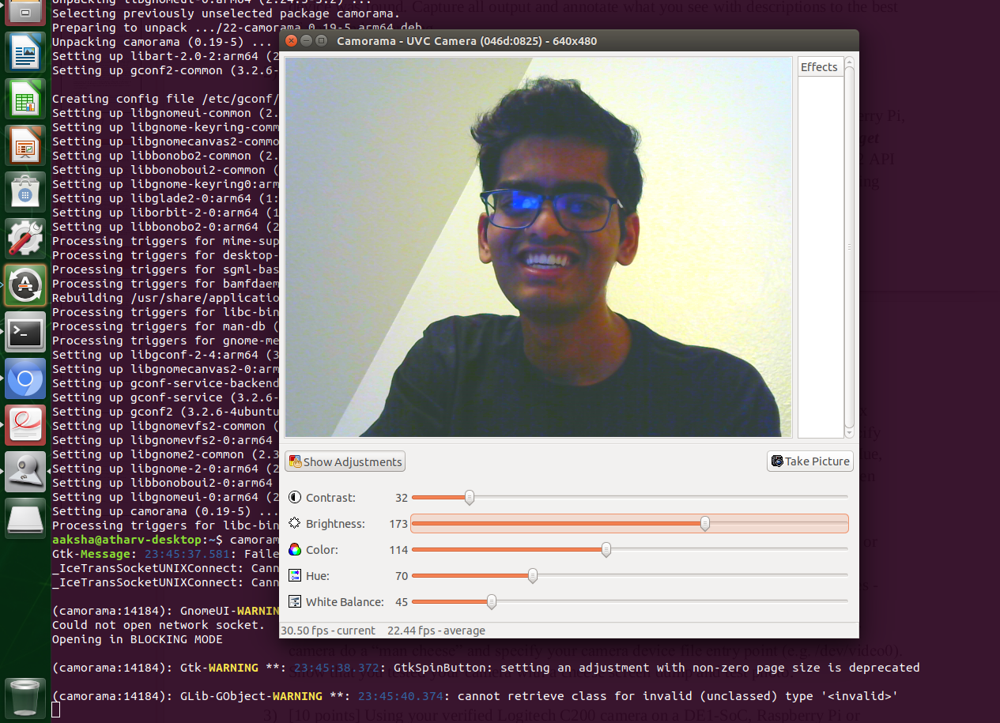 Unpacking libgnomeui-0:arm64 (2.24.5-3.2) ...
Selecting previously unselected package camorama.
Preparing to unpack .../22-camorama_0.19-5_arm64.deb
Unpacking camorama (0.19-5) ...
Setting up libart-2.0-2:arm64 (2
Setting up gconf2-common (3.2.6-
Creating config file /etc/gconf/
Setting up libgnomeui-common (2.
Setting up libgnome-keyring-comm
Setting up libgnomecanvas2-commo
Setting up libbonobo2-common (2.
Setting up libbonoboui2-common (
Setting up libgnome-keyring0:arm
Setting up libglade2-0:arm64 (1:
Setting up liborbit-2-0:arm64 (1
Setting up libbonobo2-0:arm64 (2
Processing triggers for mime-sup
Processing triggers for desktop-
Processing triggers for sgml-bas
Processing triggers for bamfdaem
Rebuilding /usr/share/applicatio
Processing triggers for libc-bin
Processing triggers for man-db (
Processing triggers for gnome-me
Setting up libgconf-2-4:arm64 (3
Setting up libgnomecanvas2-0:arm
Setting up gconf-service-backend
Setting up gconf-service (3.2.6-
Setting up gconf2 (3.2.6-4ubuntu
Setting up libgnomevfs2-common (
Setting up libgnomevfs2-0:arm64
Setting up libgnome2-common (2.3
Setting up libgnome-2-0:arm64 (2
Setting up libbonoboui2-0:arm64
Setting up libgnomeui-0:arm64 (2
Setting up camorama (0.19-5) ...
Processing triggers for libc-bin
aaksha@atharv-desktop:~$ camoram
Gtk-Message: 23:45:37.581: Faile
_IceTransSocketUNIXConnect: Cann
_IceTransSocketUNIXConnect: Cann
(camorama:14184): GnomeUI-WARNIN
Could not open network socket.
Opening in BLOCKING MODE
(camorama:14184): Gtk-WARNING **: 23:45:38.372: GtkSpinButton: setting an adjustment with non-zero page size is deprecated
(camorama:14184): GLib-GObject-WARNING **: 23:45:40.374: cannot retrieve class for invalid (unclassed) type '<invalid>'
Camorama - UVC Camera (046d:0825) - 640x480
Effects
Show Adjustments
Take Picture
Contrast: 32
Brightness: 173
Color: 114
Hue: 70
White Balance: 45
30.50 fps - current 22.44 fps - average
found. Capture all output and annotate what you see with descriptions to the best
erry Pi,
get
API
ing
camera do a "man cheese" and specify your camera device file entry point (e.g. /dev/video0).
Show that you tested your camera with a cheese screen dump and test photo.
3) [10 points] Using your verified Logitech C200 camera on a DE1-SoC, Raspberry Pi or